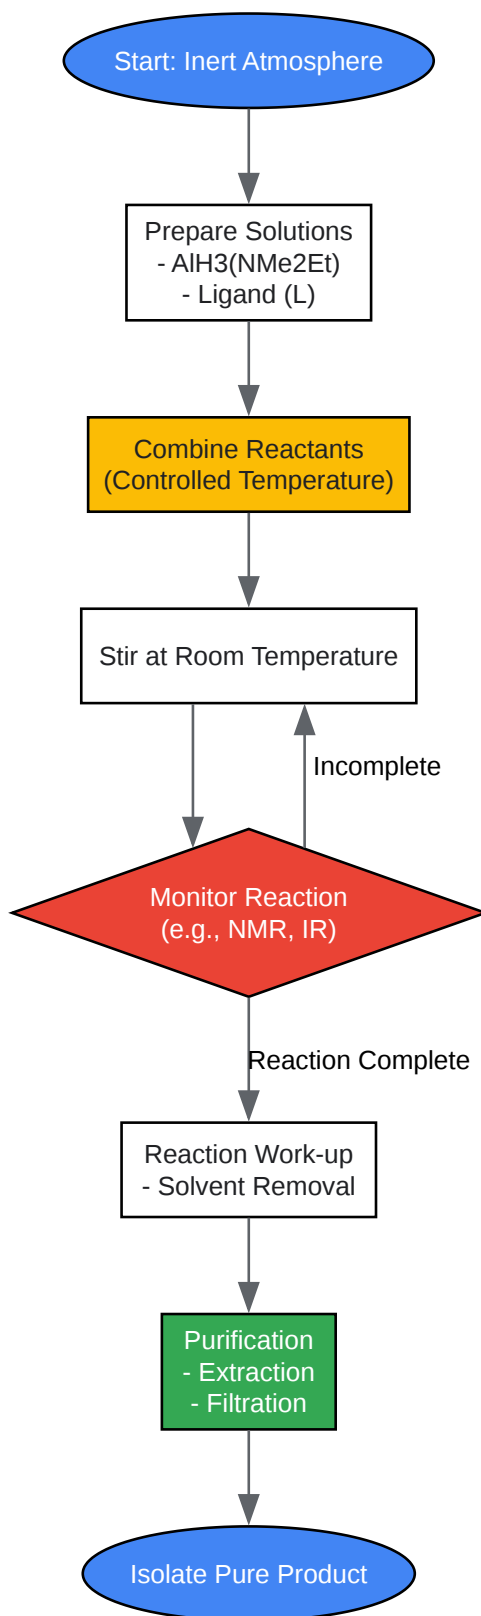 Start: Inert Atmosphere
Prepare Solutions
- AlH3(NMe2Et)
- Ligand (L)
Combine Reactants
(Controlled Temperature)
Stir at Room Temperature
Incomplete
Monitor Reaction
(e.g., NMR, IR)
Reaction Complete
Reaction Work-up
- Solvent Removal
Purification
- Extraction
- Filtration
Isolate Pure Product